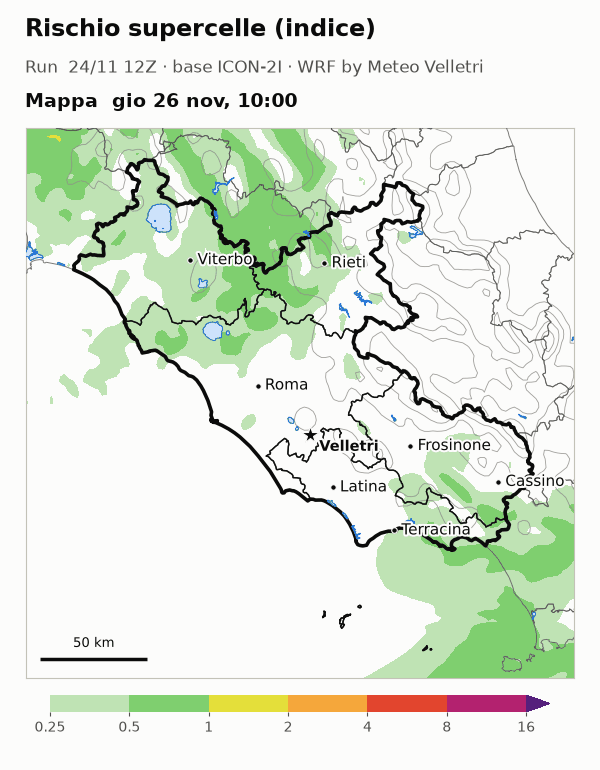 Rischio supercelle (indice)
Run  24/11 12Z · base ICON-2I · WRF by Meteo Velletri
Mappa  gio 26 nov, 10:00
Viterbo
Rieti
Roma
Velletri
Frosinone
Cassino
Latina
Terracina
50 km
0.25 0.5 1 2 4 8 16